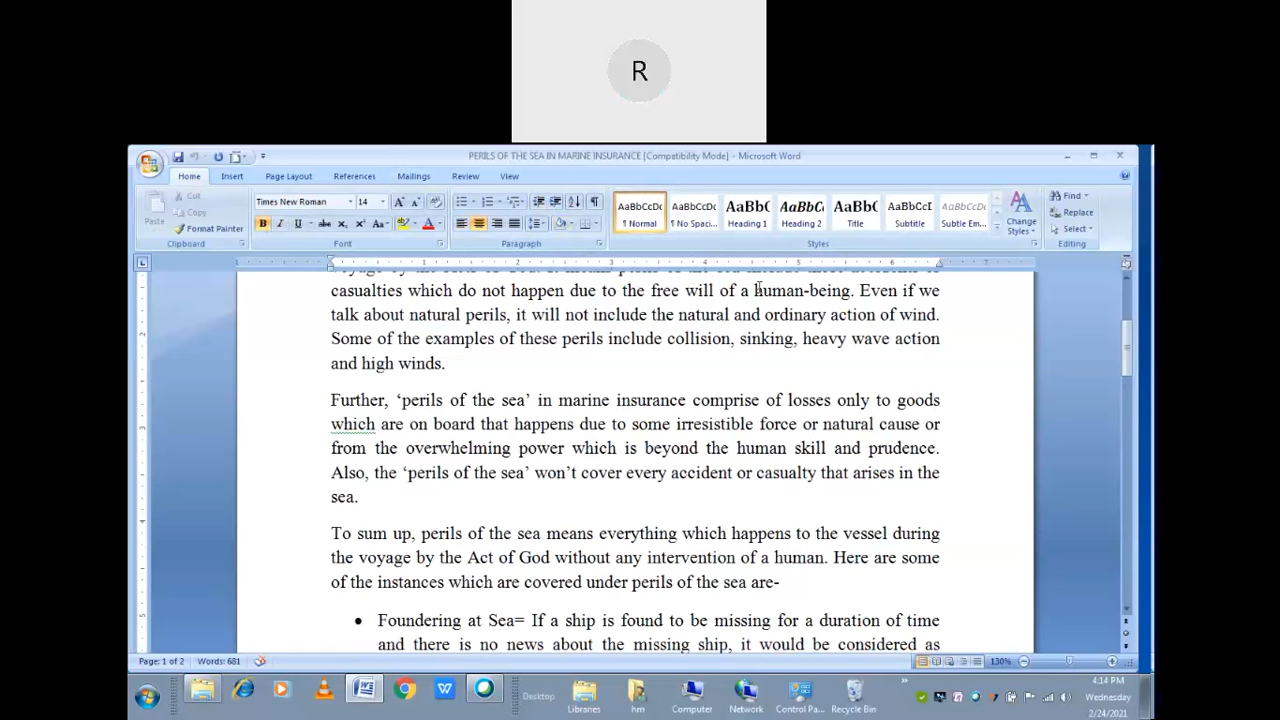 R
PERILS OF THE SEA IN MARINE INSURANCE [Compatibility Mode] - Microsoft Word
Home Insert Page Layout References Mailings Review View
Cut
Copy
Paste
Format Painter
Times New Roman 14
AaBbCcDc AaBbCcDc AaBbC AaBbCc AaBbC AaBbCcI AaBbCcDc
¶ Normal ¶ No Spaci... Heading 1 Heading 2 Title Subtitle Subtle Em...
Change
Styles
Find
Replace
Select
Clipboard Font Paragraph Styles Editing
casualties which do not happen due to the free will of a human-being. Even if we
talk about natural perils, it will not include the natural and ordinary action of wind.
Some of the examples of these perils include collision, sinking, heavy wave action
and high winds.
Further, ‘perils of the sea’ in marine insurance comprise of losses only to goods
which are on board that happens due to some irresistible force or natural cause or
from the overwhelming power which is beyond the human skill and prudence.
Also, the ‘perils of the sea’ won’t cover every accident or casualty that arises in the
sea.
To sum up, perils of the sea means everything which happens to the vessel during
the voyage by the Act of God without any intervention of a human. Here are some
of the instances which are covered under perils of the sea are-
• Foundering at Sea= If a ship is found to be missing for a duration of time
and there is no news about the missing ship, it would be considered as
Page: 1 of 2 Words: 681 130%
Desktop Libraries hm Computer Network Control Pa... Recycle Bin
4:14 PM
Wednesday
2/24/2021